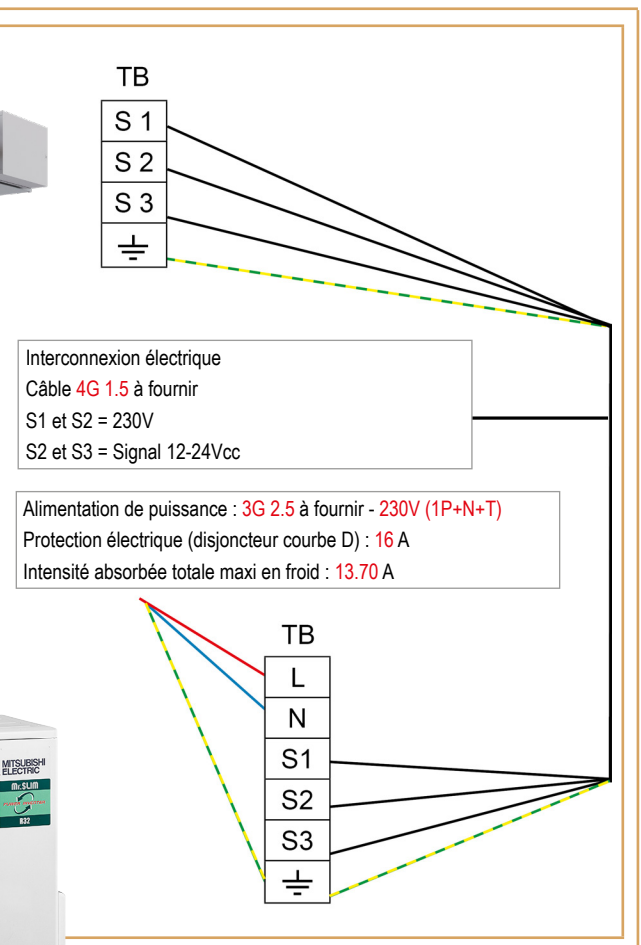 TB
S 1
S 2
S 3
Interconnexion électrique
Câble 4G 1.5 à fournir
S1 et S2 = 230V
S2 et S3 = Signal 12-24Vcc
Alimentation de puissance : 3G 2.5 à fournir - 230V (1P+N+T)
Protection électrique (disjoncteur courbe D) : 16 A
Intensité absorbée totale maxi en froid : 13.70 A
TB
L
N
S1
S2
S3
MITSUBISHI
ELECTRIC
Mr.SLIM
R32